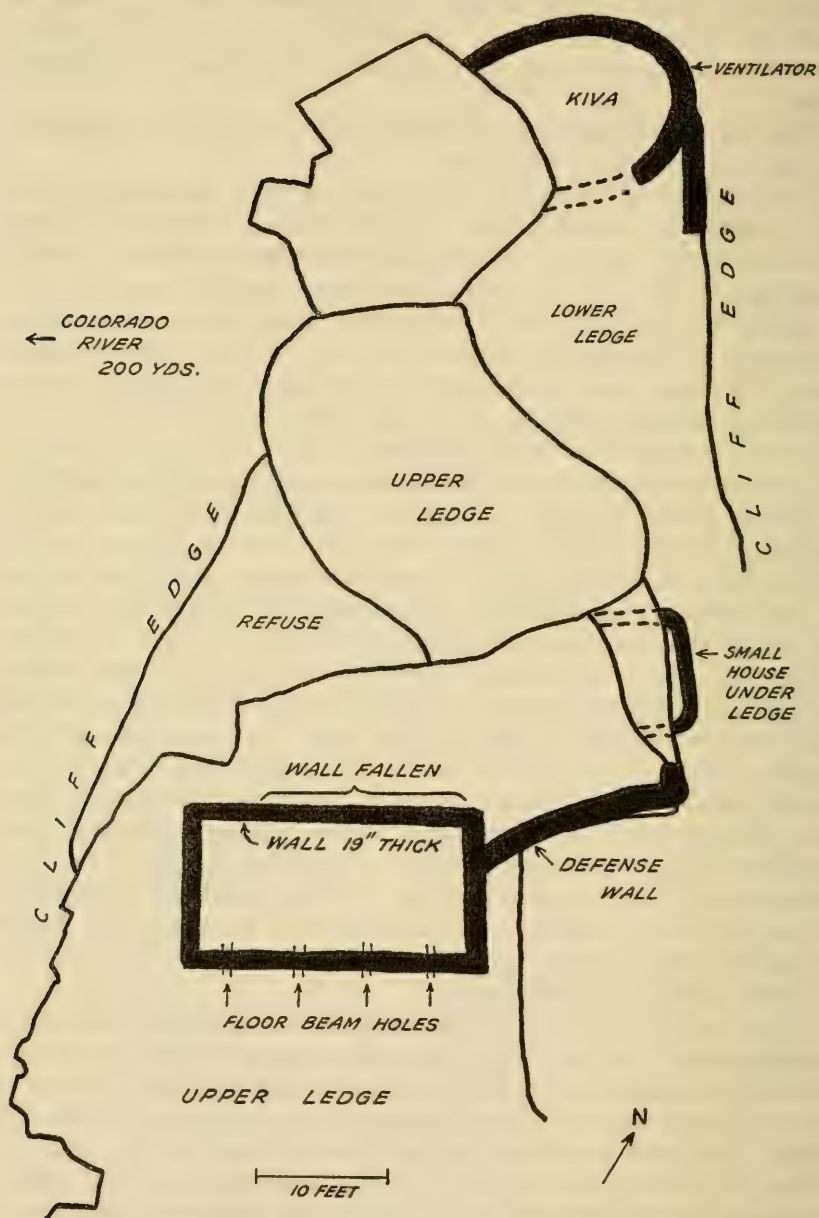 VENTILATOR
KIVA
CLIFF EDGE
LOWER
LEDGE
COLORADO
RIVER
200 YDS.
UPPER
LEDGE
CLIFF EDGE
REFUSE
SMALL
HOUSE
UNDER
LEDGE
WALL FALLEN
WALL 19" THICK
DEFENSE
WALL
FLOOR BEAM HOLES
UPPER LEDGE
N
10 FEET